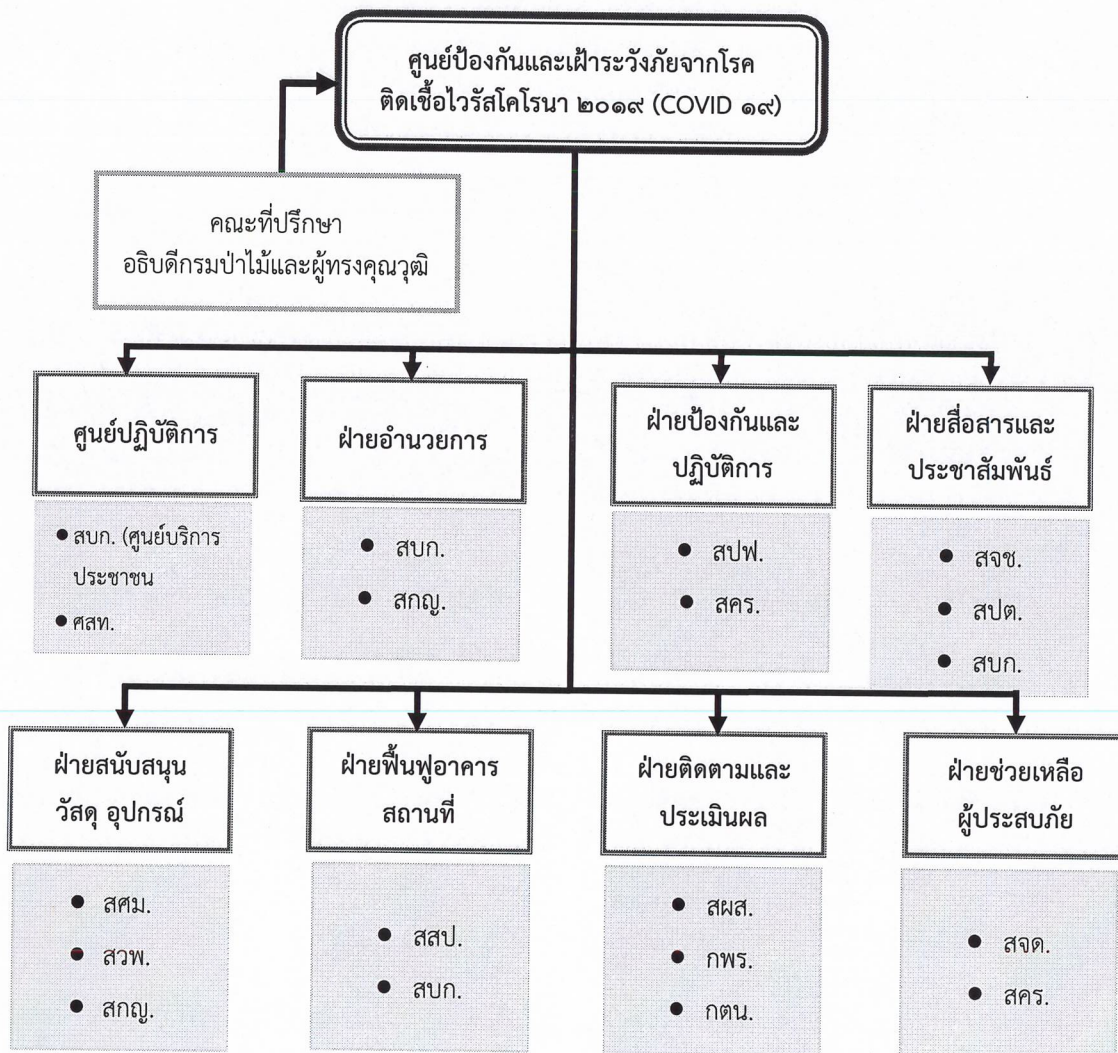 ศูนย์ป้องกันและเฝ้าระวังภัยจากโรค
ติดเชื้อไวรัสโคโรนา ๒๐๑๙ (COVID ๑๙)
คณะที่ปรึกษา
อธิบดีกรมป่าไม้และผู้ทรงคุณวุฒิ
ศูนย์ปฏิบัติการ
• สบก. (ศูนย์บริการ
ประชาชน
• ศสท.
ฝ่ายอำนวยการ
• สบก.
• สกญ.
ฝ่ายป้องกันและ
ปฏิบัติการ
• สปฟ.
• สคร.
ฝ่ายสื่อสารและ
ประชาสัมพันธ์
• สจช.
• สปต.
• สบก.
ฝ่ายสนับสนุน
วัสดุ อุปกรณ์
• สศม.
• สวพ.
• สกญ.
ฝ่ายฟื้นฟูอาคาร
สถานที่
• สสป.
• สบก.
ฝ่ายติดตามและ
ประเมินผล
• สผส.
• กพร.
• กตน.
ฝ่ายช่วยเหลือ
ผู้ประสบภัย
• สจด.
• สคร.